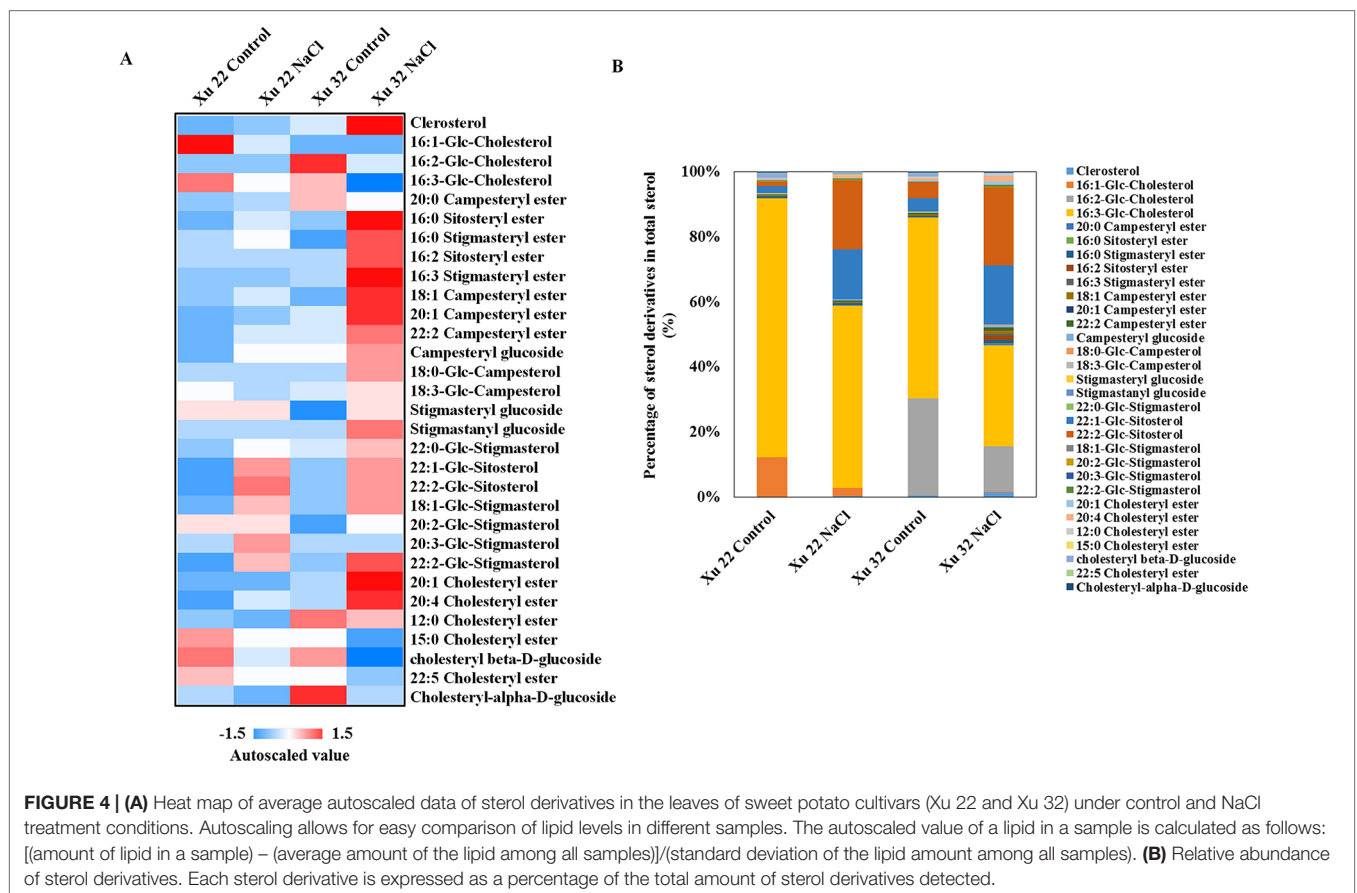 A
Xu 22 Control
Xu 22 NaCl
Xu 32 Control
Xu 32 NaCl
Clerosterol
16:1-Glc-Cholesterol
16:2-Glc-Cholesterol
16:3-Glc-Cholesterol
20:0 Campesteryl ester
16:0 Sitosteryl ester
16:0 Stigmasteryl ester
16:2 Sitosteryl ester
16:3 Stigmasteryl ester
18:1 Campesteryl ester
20:1 Campesteryl ester
22:2 Campesteryl ester
Campesteryl glucoside
18:0-Glc-Campesterol
18:3-Glc-Campesterol
Stigmasteryl glucoside
Stigmastanyl glucoside
22:0-Glc-Stigmasterol
22:1-Glc-Sitosterol
22:2-Glc-Sitosterol
18:1-Glc-Stigmasterol
20:2-Glc-Stigmasterol
20:3-Glc-Stigmasterol
22:2-Glc-Stigmasterol
20:1 Cholesteryl ester
20:4 Cholesteryl ester
12:0 Cholesteryl ester
15:0 Cholesteryl ester
cholesteryl beta-D-glucoside
22:5 Cholesteryl ester
Cholesteryl-alpha-D-glucoside
-1.5 1.5
Autoscaled value
B
Percentage of sterol derivatives in total sterol
(%)
100%
80%
60%
40%
20%
0%
Xu 22 Control
Xu 22 NaCl
Xu 32 Control
Xu 32 NaCl
Clerosterol
16:1-Glc-Cholesterol
16:2-Glc-Cholesterol
16:3-Glc-Cholesterol
20:0 Campesteryl ester
16:0 Sitosteryl ester
16:0 Stigmasteryl ester
16:2 Sitosteryl ester
16:3 Stigmasteryl ester
18:1 Campesteryl ester
20:1 Campesteryl ester
22:2 Campesteryl ester
Campesteryl glucoside
18:0-Glc-Campesterol
18:3-Glc-Campesterol
Stigmasteryl glucoside
Stigmastanyl glucoside
22:0-Glc-Stigmasterol
22:1-Glc-Sitosterol
22:2-Glc-Sitosterol
18:1-Glc-Stigmasterol
20:2-Glc-Stigmasterol
20:3-Glc-Stigmasterol
22:2-Glc-Stigmasterol
20:1 Cholesteryl ester
20:4 Cholesteryl ester
12:0 Cholesteryl ester
15:0 Cholesteryl ester
cholesteryl beta-D-glucoside
22:5 Cholesteryl ester
Cholesteryl-alpha-D-glucoside
FIGURE 4 | (A) Heat map of average autoscaled data of sterol derivatives in the leaves of sweet potato cultivars (Xu 22 and Xu 32) under control and NaCl
treatment conditions. Autoscaling allows for easy comparison of lipid levels in different samples. The autoscaled value of a lipid in a sample is calculated as follows:
[(amount of lipid in a sample) – (average amount of the lipid among all samples)]/(standard deviation of the lipid amount among all samples). (B) Relative abundance
of sterol derivatives. Each sterol derivative is expressed as a percentage of the total amount of sterol derivatives detected.